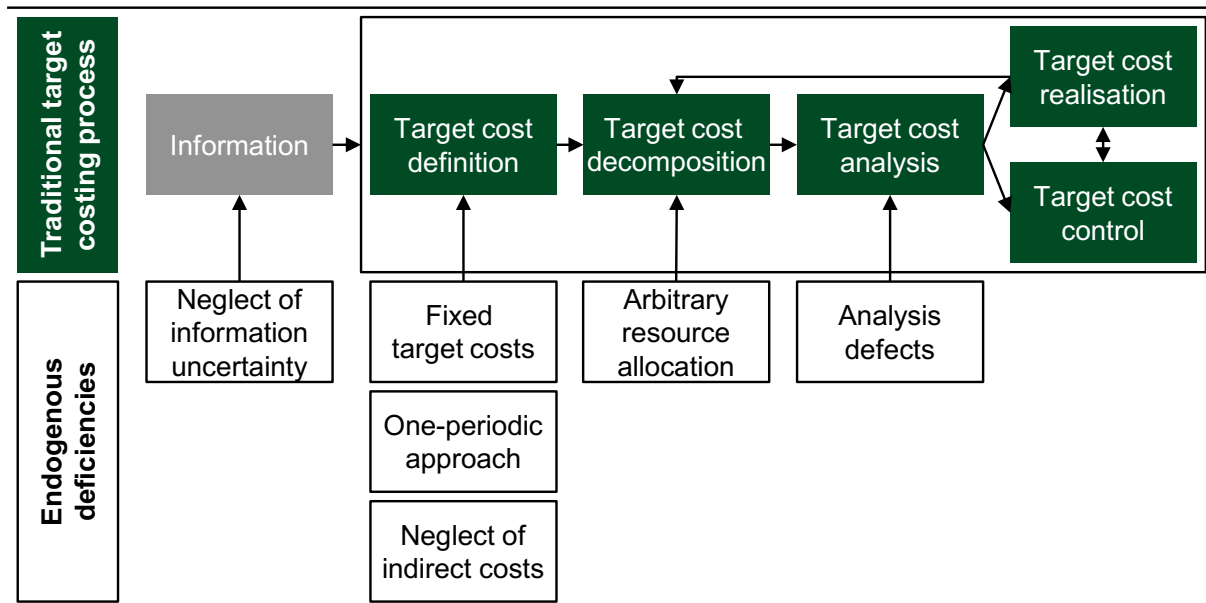 Traditional target
costing process
Information
Target cost
definition
Target cost
decomposition
Target cost
analysis
Target cost
realisation
Target cost
control
Endogenous
deficiencies
Neglect of
information
uncertainty
Fixed
target costs
One-periodic
approach
Neglect of
indirect costs
Arbitrary
resource
allocation
Analysis
defects